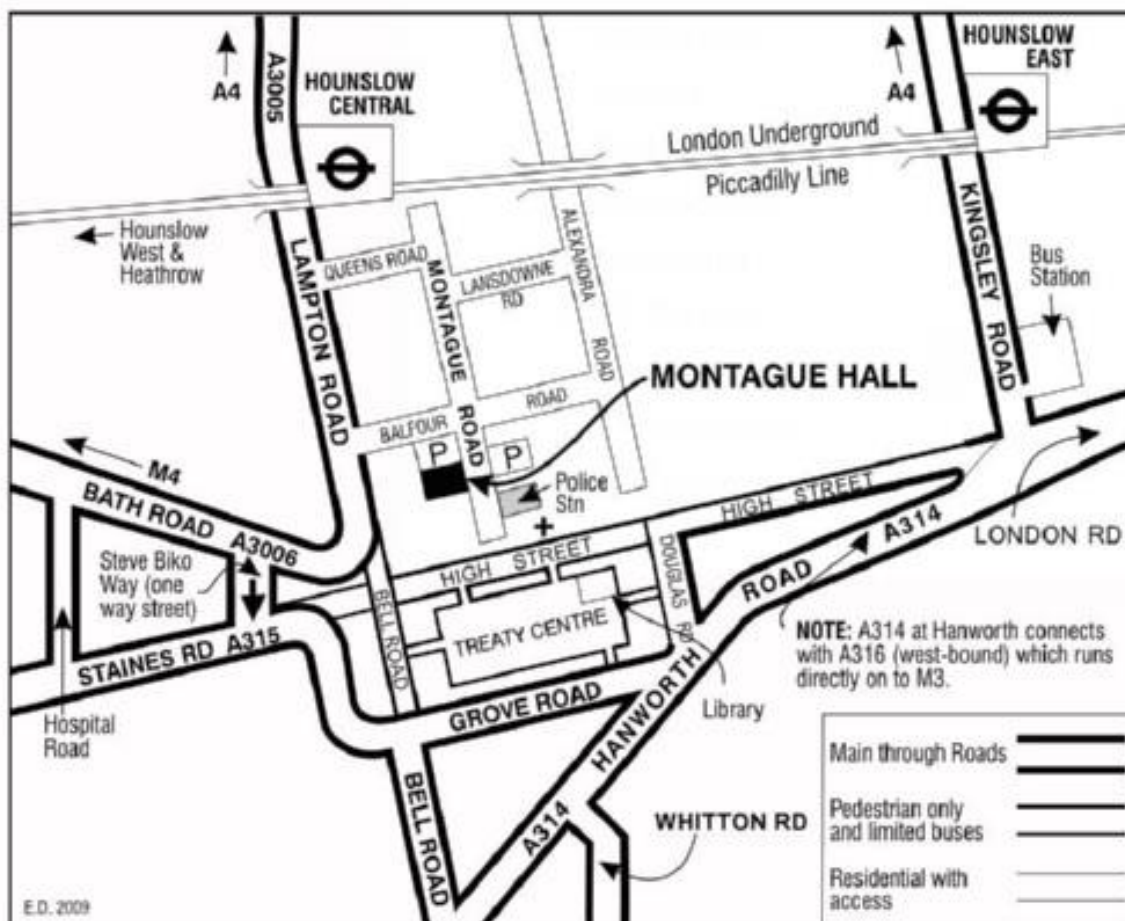 A4
A3005
HOUNSLOW
CENTRAL
A4
HOUNSLOW
EAST
London Underground
Piccadilly Line
Hounslow
West &
Heathrow
LAMPTON ROAD
QUEENS ROAD
MONTAGUE ROAD
LANSDOWNE
RD
ALEXANDRA ROAD
KINGSLEY ROAD
Bus
Station
MONTAGUE HALL
BALFOUR ROAD
P
P
Police
Stn
M4
BATH ROAD A3006
HIGH STREET
HIGH STREET
A314
LONDON RD
Steve Biko
Way (one
way street)
BELL ROAD
TREATY CENTRE
DOUGLAS RD
STAINES RD A315
NOTE: A314 at Hanworth connects
with A316 (west-bound) which runs
directly on to M3.
Hospital
Road
GROVE ROAD
HANWORTH ROAD
Library
BELL ROAD
A314
WHITTON RD
Main through Roads
Pedestrian only
and limited buses
Residential with
access
E.D. 2009